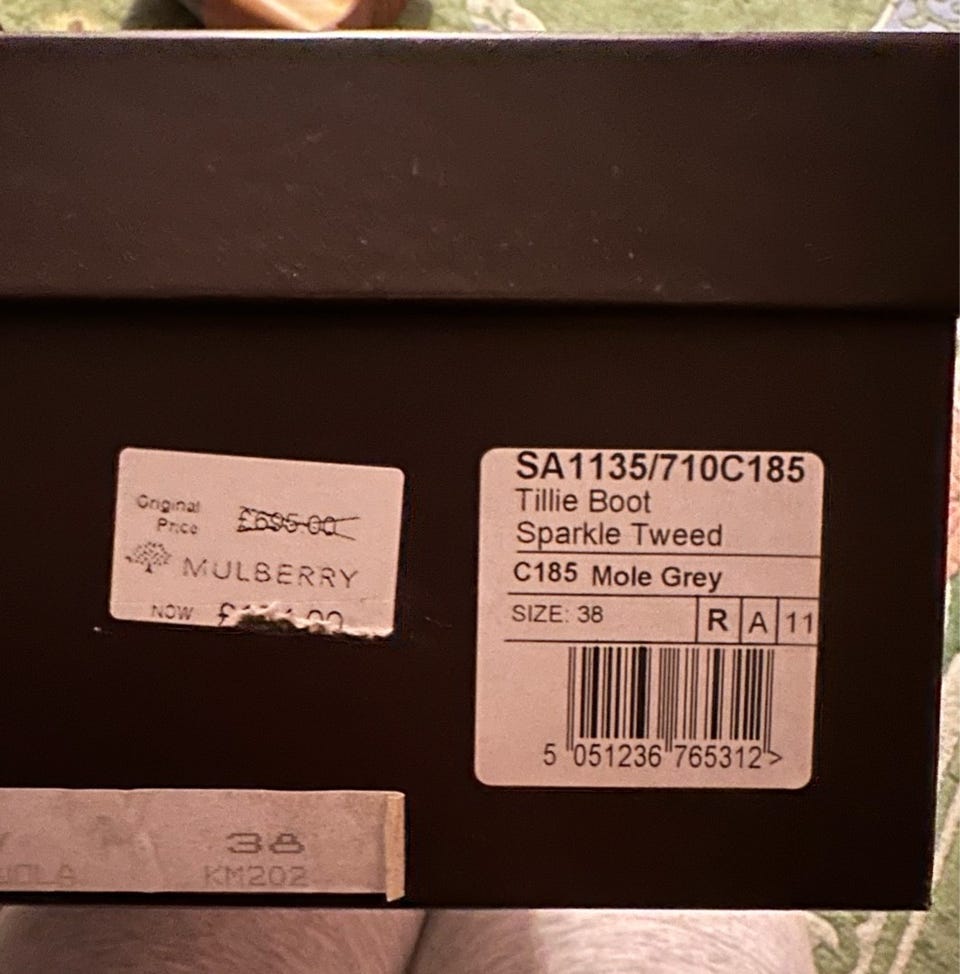 Original
Price £695.00
MULBERRY
NOW
SA1135/710C185
Tillie Boot
Sparkle Tweed
C185 Mole Grey
SIZE: 38 R A 11
5 051236 765312 >
38
KM202